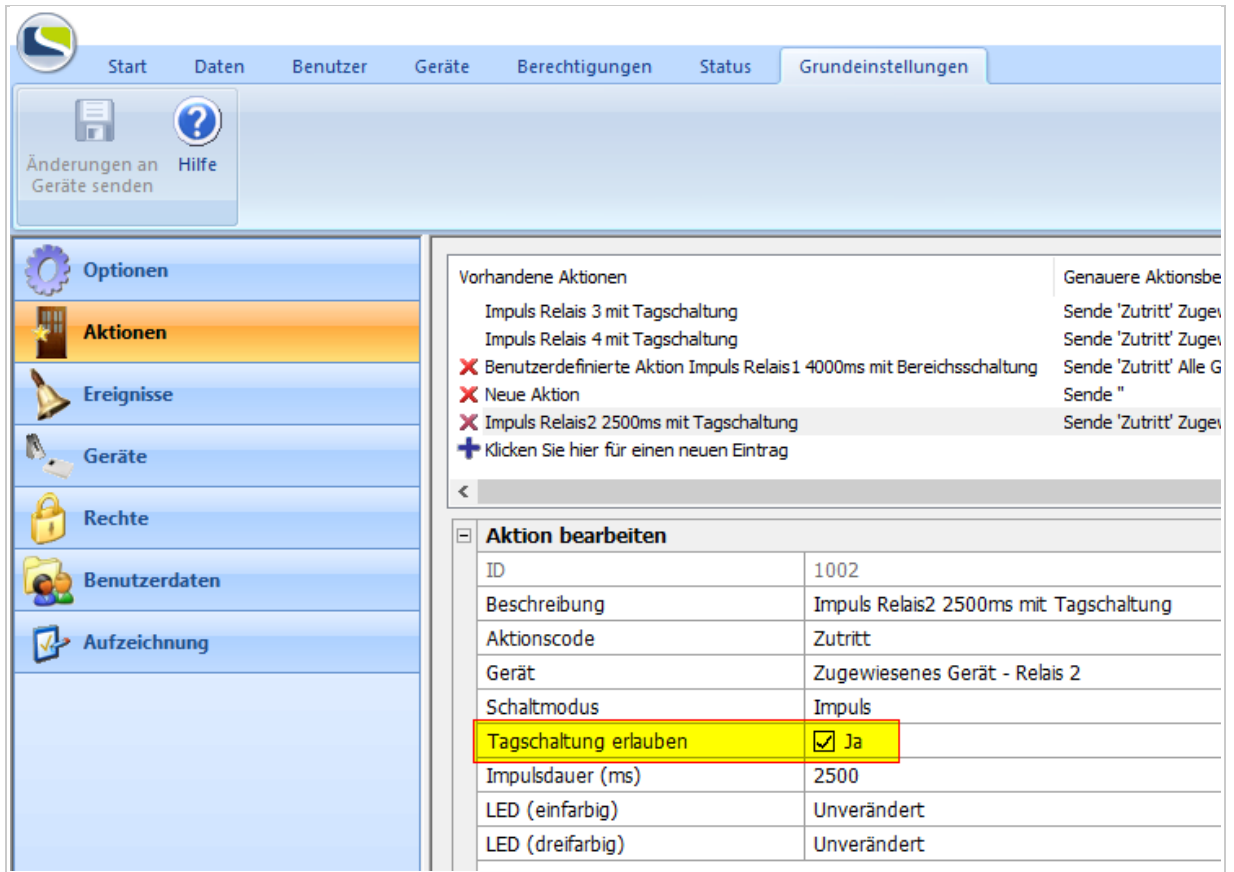 Start Daten Benutzer Geräte Berechtigungen Status Grundeinstellungen
Änderungen an Geräte senden
Hilfe
Optionen
Aktionen
Ereignisse
Geräte
Rechte
Benutzerdaten
Aufzeichnung
Vorhandene Aktionen Genauere Aktionsbe
Impuls Relais 3 mit Tagschaltung Sende 'Zutritt' Zugew
Impuls Relais 4 mit Tagschaltung Sende 'Zutritt' Zugew
Benutzerdefinierte Aktion Impuls Relais1 4000ms mit Bereichsschaltung Sende 'Zutritt' Alle G
Neue Aktion Sende ''
Impuls Relais2 2500ms mit Tagschaltung Sende 'Zutritt' Zugew
Klicken Sie hier für einen neuen Eintrag
Aktion bearbeiten
ID 1002
Beschreibung Impuls Relais2 2500ms mit Tagschaltung
Aktionscode Zutritt
Gerät Zugewiesenes Gerät - Relais 2
Schaltmodus Impuls
Tagschaltung erlauben Ja
Impulsdauer (ms) 2500
LED (einfarbig) Unverändert
LED (dreifarbig) Unverändert